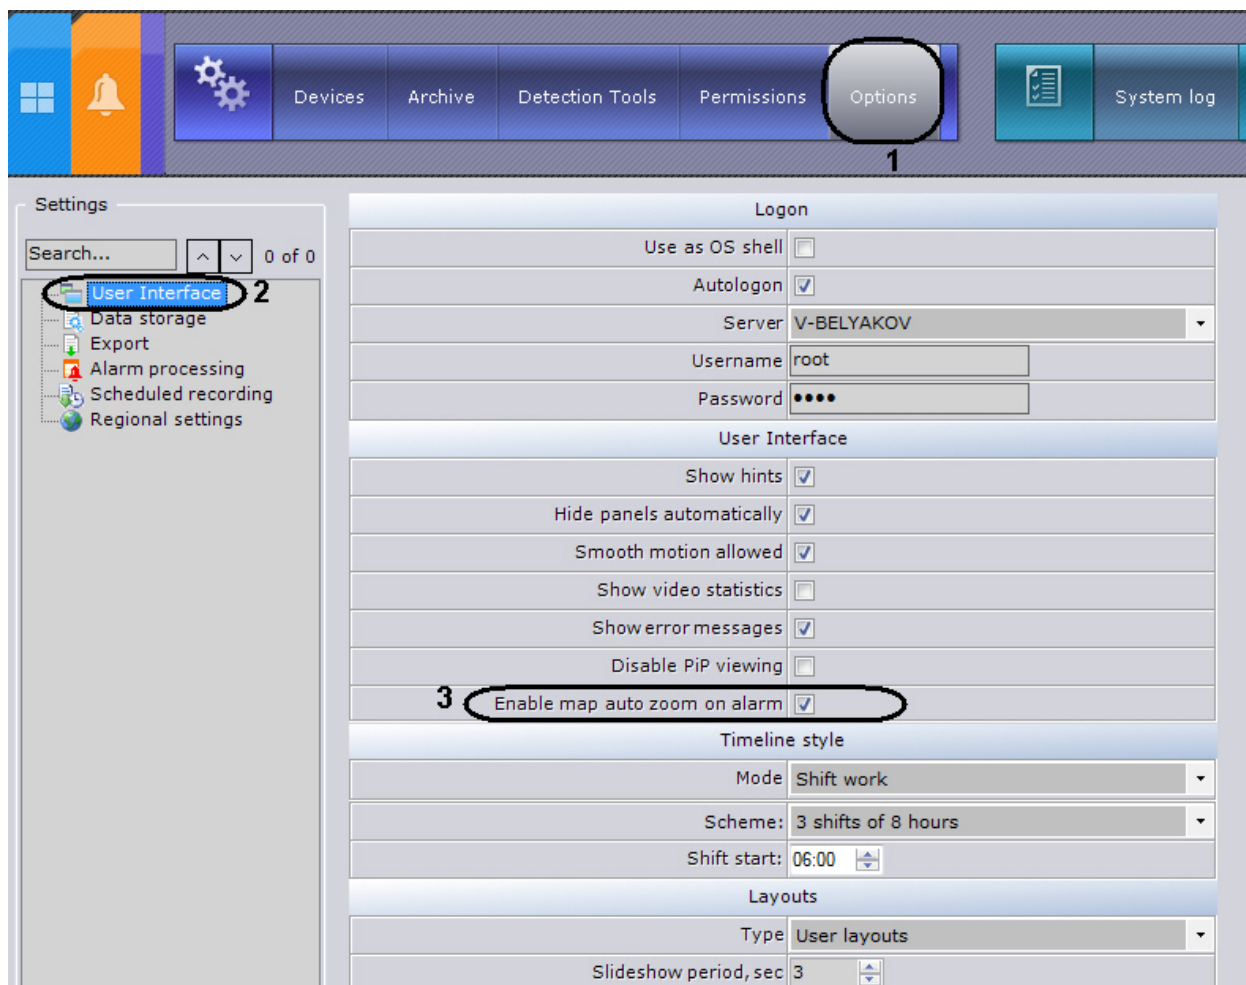 Devices Archive Detection Tools Permissions Options System log
1
Settings
Search... 0 of 0
User Interface 2
Data storage
Export
Alarm processing
Scheduled recording
Regional settings
Logon
Use as OS shell
Autologon
Server V-BELYAKOV
Username root
Password ••••
User Interface
Show hints
Hide panels automatically
Smooth motion allowed
Show video statistics
Show error messages
Disable PiP viewing
3 Enable map auto zoom on alarm
Timeline style
Mode Shift work
Scheme: 3 shifts of 8 hours
Shift start: 06:00
Layouts
Type User layouts
Slideshow period, sec 3